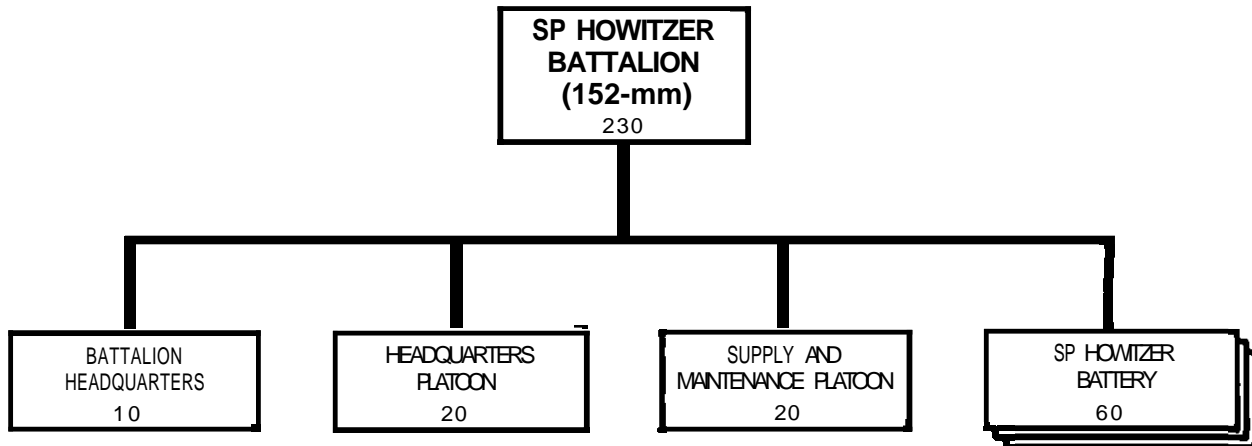 SP HOWITZER
BATTALION
(152-mm)
230
BATTALION
HEADQUARTERS
10
HEADQUARTERS
PLATOON
20
SUPPLY AND
MAINTENANCE PLATOON
20
SP HOWITZER
BATTERY
60